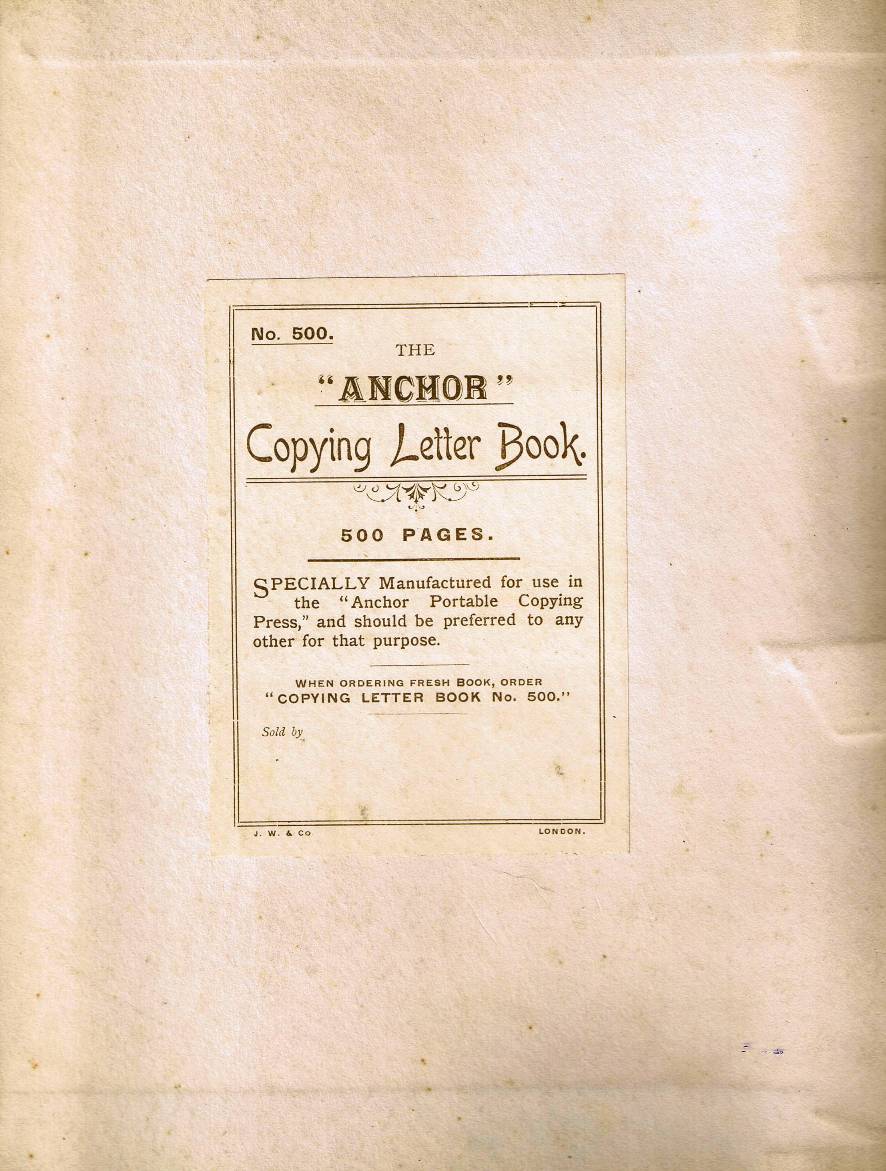 No. 500.
THE
“ANCHOR”
Copying Letter Book.
500 PAGES.
SPECIALLY Manufactured for use in
the “Anchor Portable Copying
Press,” and should be preferred to any
other for that purpose.
WHEN ORDERING FRESH BOOK, ORDER
“COPYING LETTER BOOK No. 500.”
Sold by
J. W. & Co
LONDON.